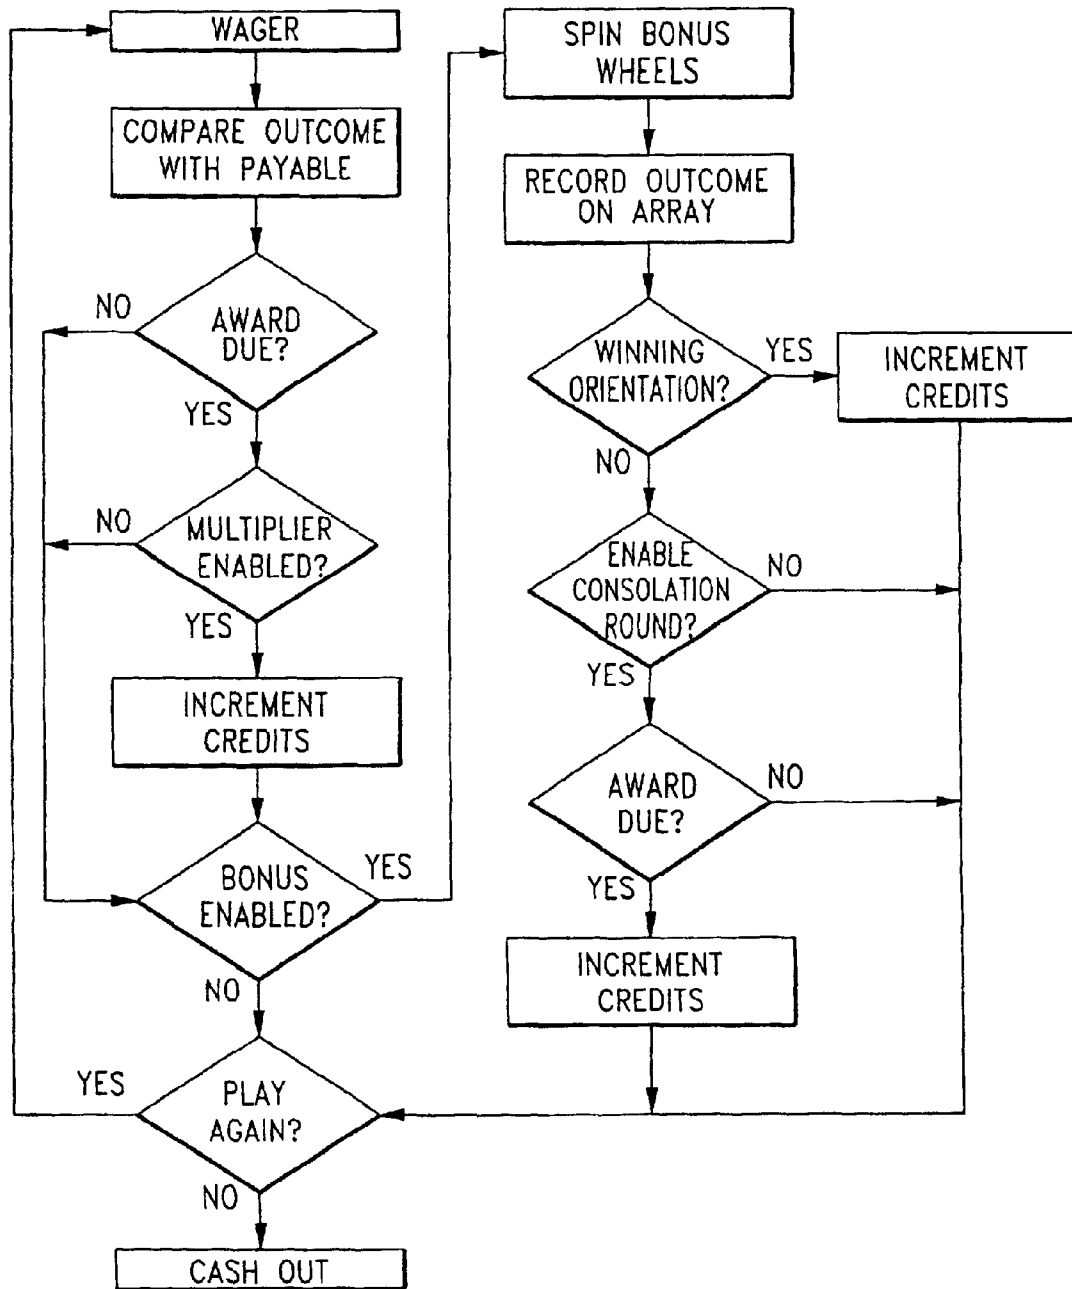 WAGER
COMPARE OUTCOME
WITH PAYABLE
NO
AWARD
DUE?
YES
NO
MULTIPLIER
ENABLED?
YES
INCREMENT
CREDITS
BONUS
ENABLED?
YES
NO
YES
PLAY
AGAIN?
NO
CASH OUT
SPIN BONUS
WHEELS
RECORD OUTCOME
ON ARRAY
WINNING
ORIENTATION?
YES
INCREMENT
CREDITS
NO
ENABLE
CONSOLATION
ROUND?
NO
YES
AWARD
DUE?
NO
YES
INCREMENT
CREDITS